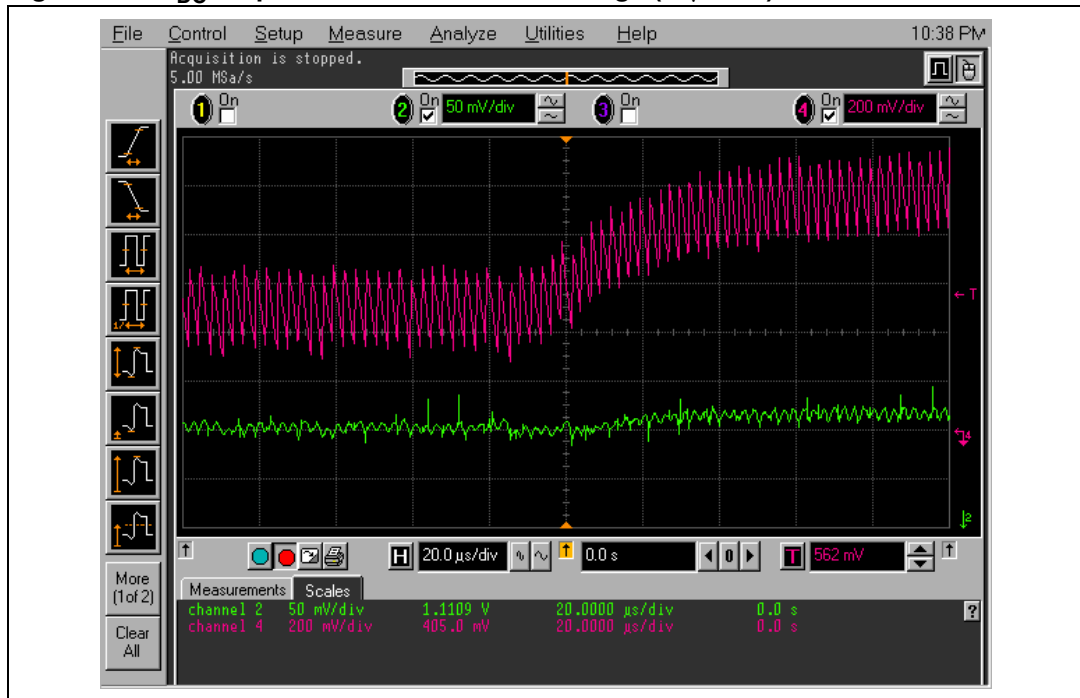 File Control Setup Measure Analyze Utilities Help 10:38 PM
Acquisition is stopped.
5.00 MSa/s
1 On 2 On 50 mV/div 3 On 4 On 200 mV/div
T
4
2
H 20.0 µs/div 0.0 s 0 T 562 mV
More
(1of 2)
Clear
All
Measurements Scales
channel 2 50 mV/div 1.1109 V 20.0000 µs/div 0.0 s
channel 4 200 mV/div 405.0 mV 20.0000 µs/div 0.0 s
?